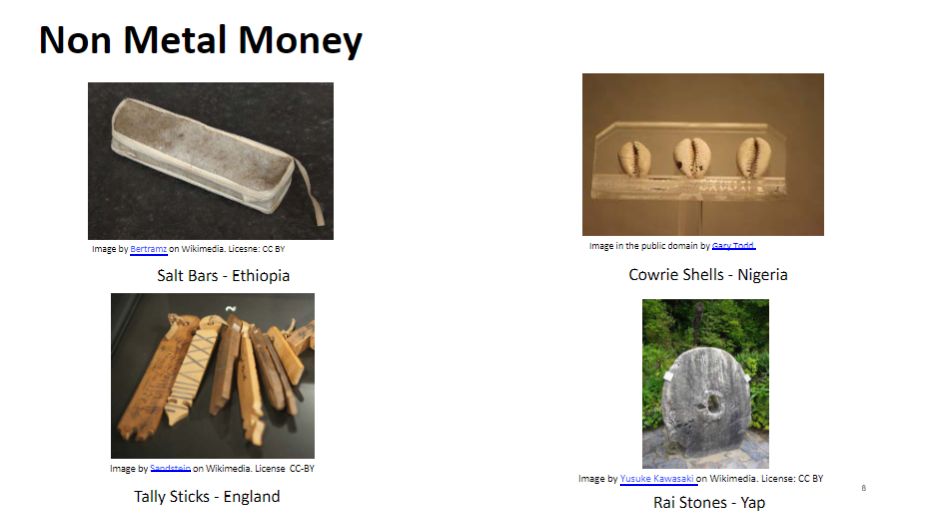 Non Metal Money
Image by Bertramz on Wikimedia. Licesne: CC BY
Salt Bars - Ethiopia
Image in the public domain by Gary Todd.
Cowrie Shells - Nigeria
Image by Sandstein on Wikimedia. License CC-BY
Tally Sticks - England
Image by Yusuke Kawasaki on Wikimedia. License: CC BY
Rai Stones - Yap
8